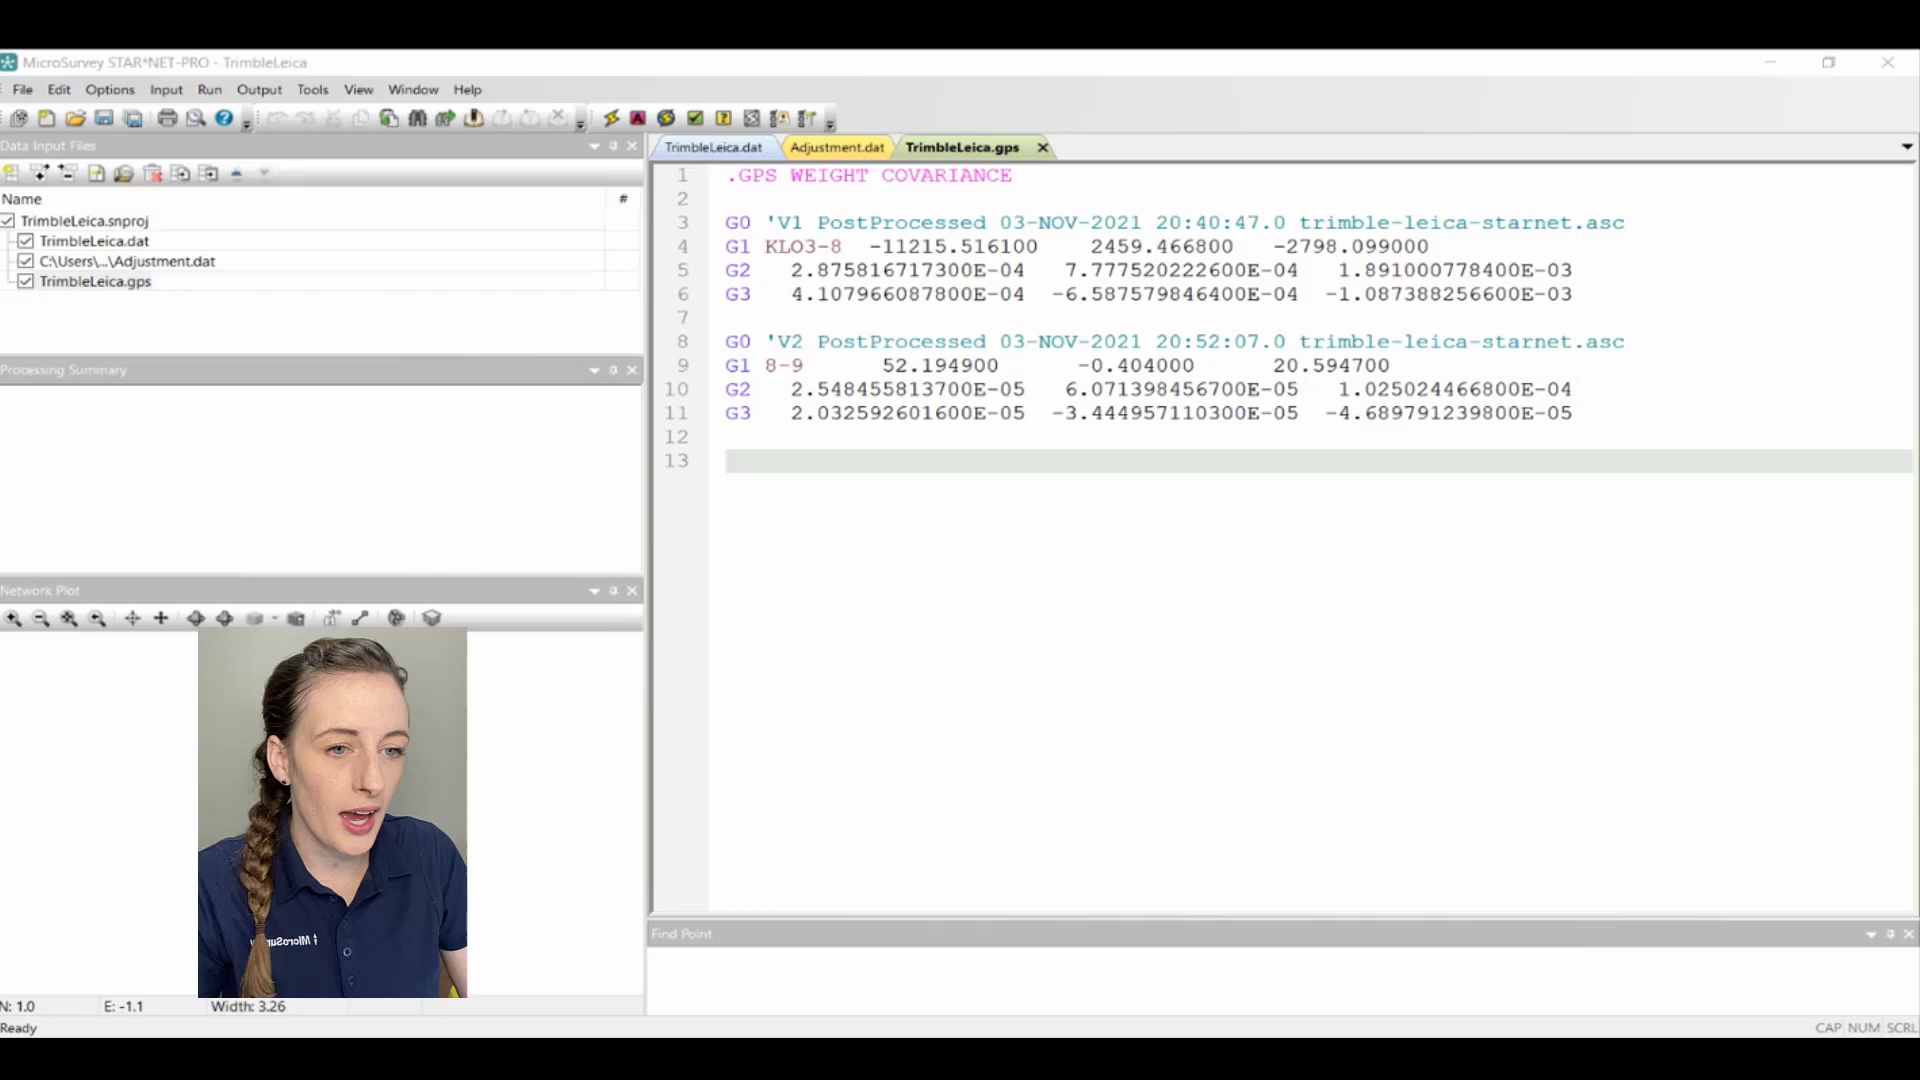 MicroSurvey STAR*NET-PRO - TrimbleLeica
File Edit Options Input Run Output Tools View Window Help
Data Input Files
Name #
TrimbleLeica.snproj
TrimbleLeica.dat
C:\Users\...\Adjustment.dat
TrimbleLeica.gps
Processing Summary
Network Plot
N: 1.0 E: -1.1 Width: 3.26
Ready
TrimbleLeica.dat Adjustment.dat TrimbleLeica.gps
1 .GPS WEIGHT COVARIANCE
2
3 G0 'V1 PostProcessed 03-NOV-2021 20:40:47.0 trimble-leica-starnet.asc
4 G1 KLO3-8 -11215.516100 2459.466800 -2798.099000
5 G2 2.875816717300E-04 7.777520222600E-04 1.891000778400E-03
6 G3 4.107966087800E-04 -6.587579846400E-04 -1.087388256600E-03
7
8 G0 'V2 PostProcessed 03-NOV-2021 20:52:07.0 trimble-leica-starnet.asc
9 G1 8-9 52.194900 -0.404000 20.594700
10 G2 2.548455813700E-05 6.071398456700E-05 1.025024466800E-04
11 G3 2.032592601600E-05 -3.444957110300E-05 -4.689791239800E-05
12
13
Find Point
CAP NUM SCRL